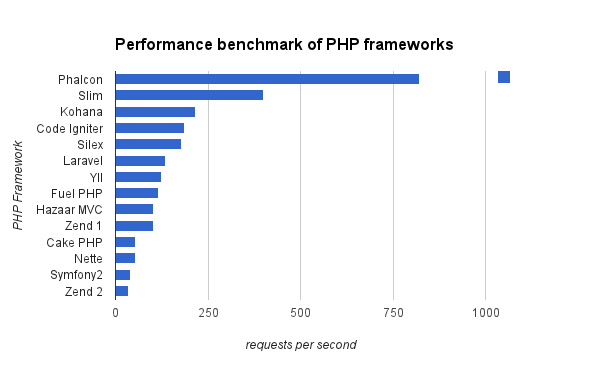 Performance benchmark of PHP frameworks
PHP Framework
Phalcon
Slim
Kohana
Code Igniter
Silex
Laravel
YII
Fuel PHP
Hazaar MVC
Zend 1
Cake PHP
Nette
Symfony2
Zend 2
0 250 500 750 1000
requests per second